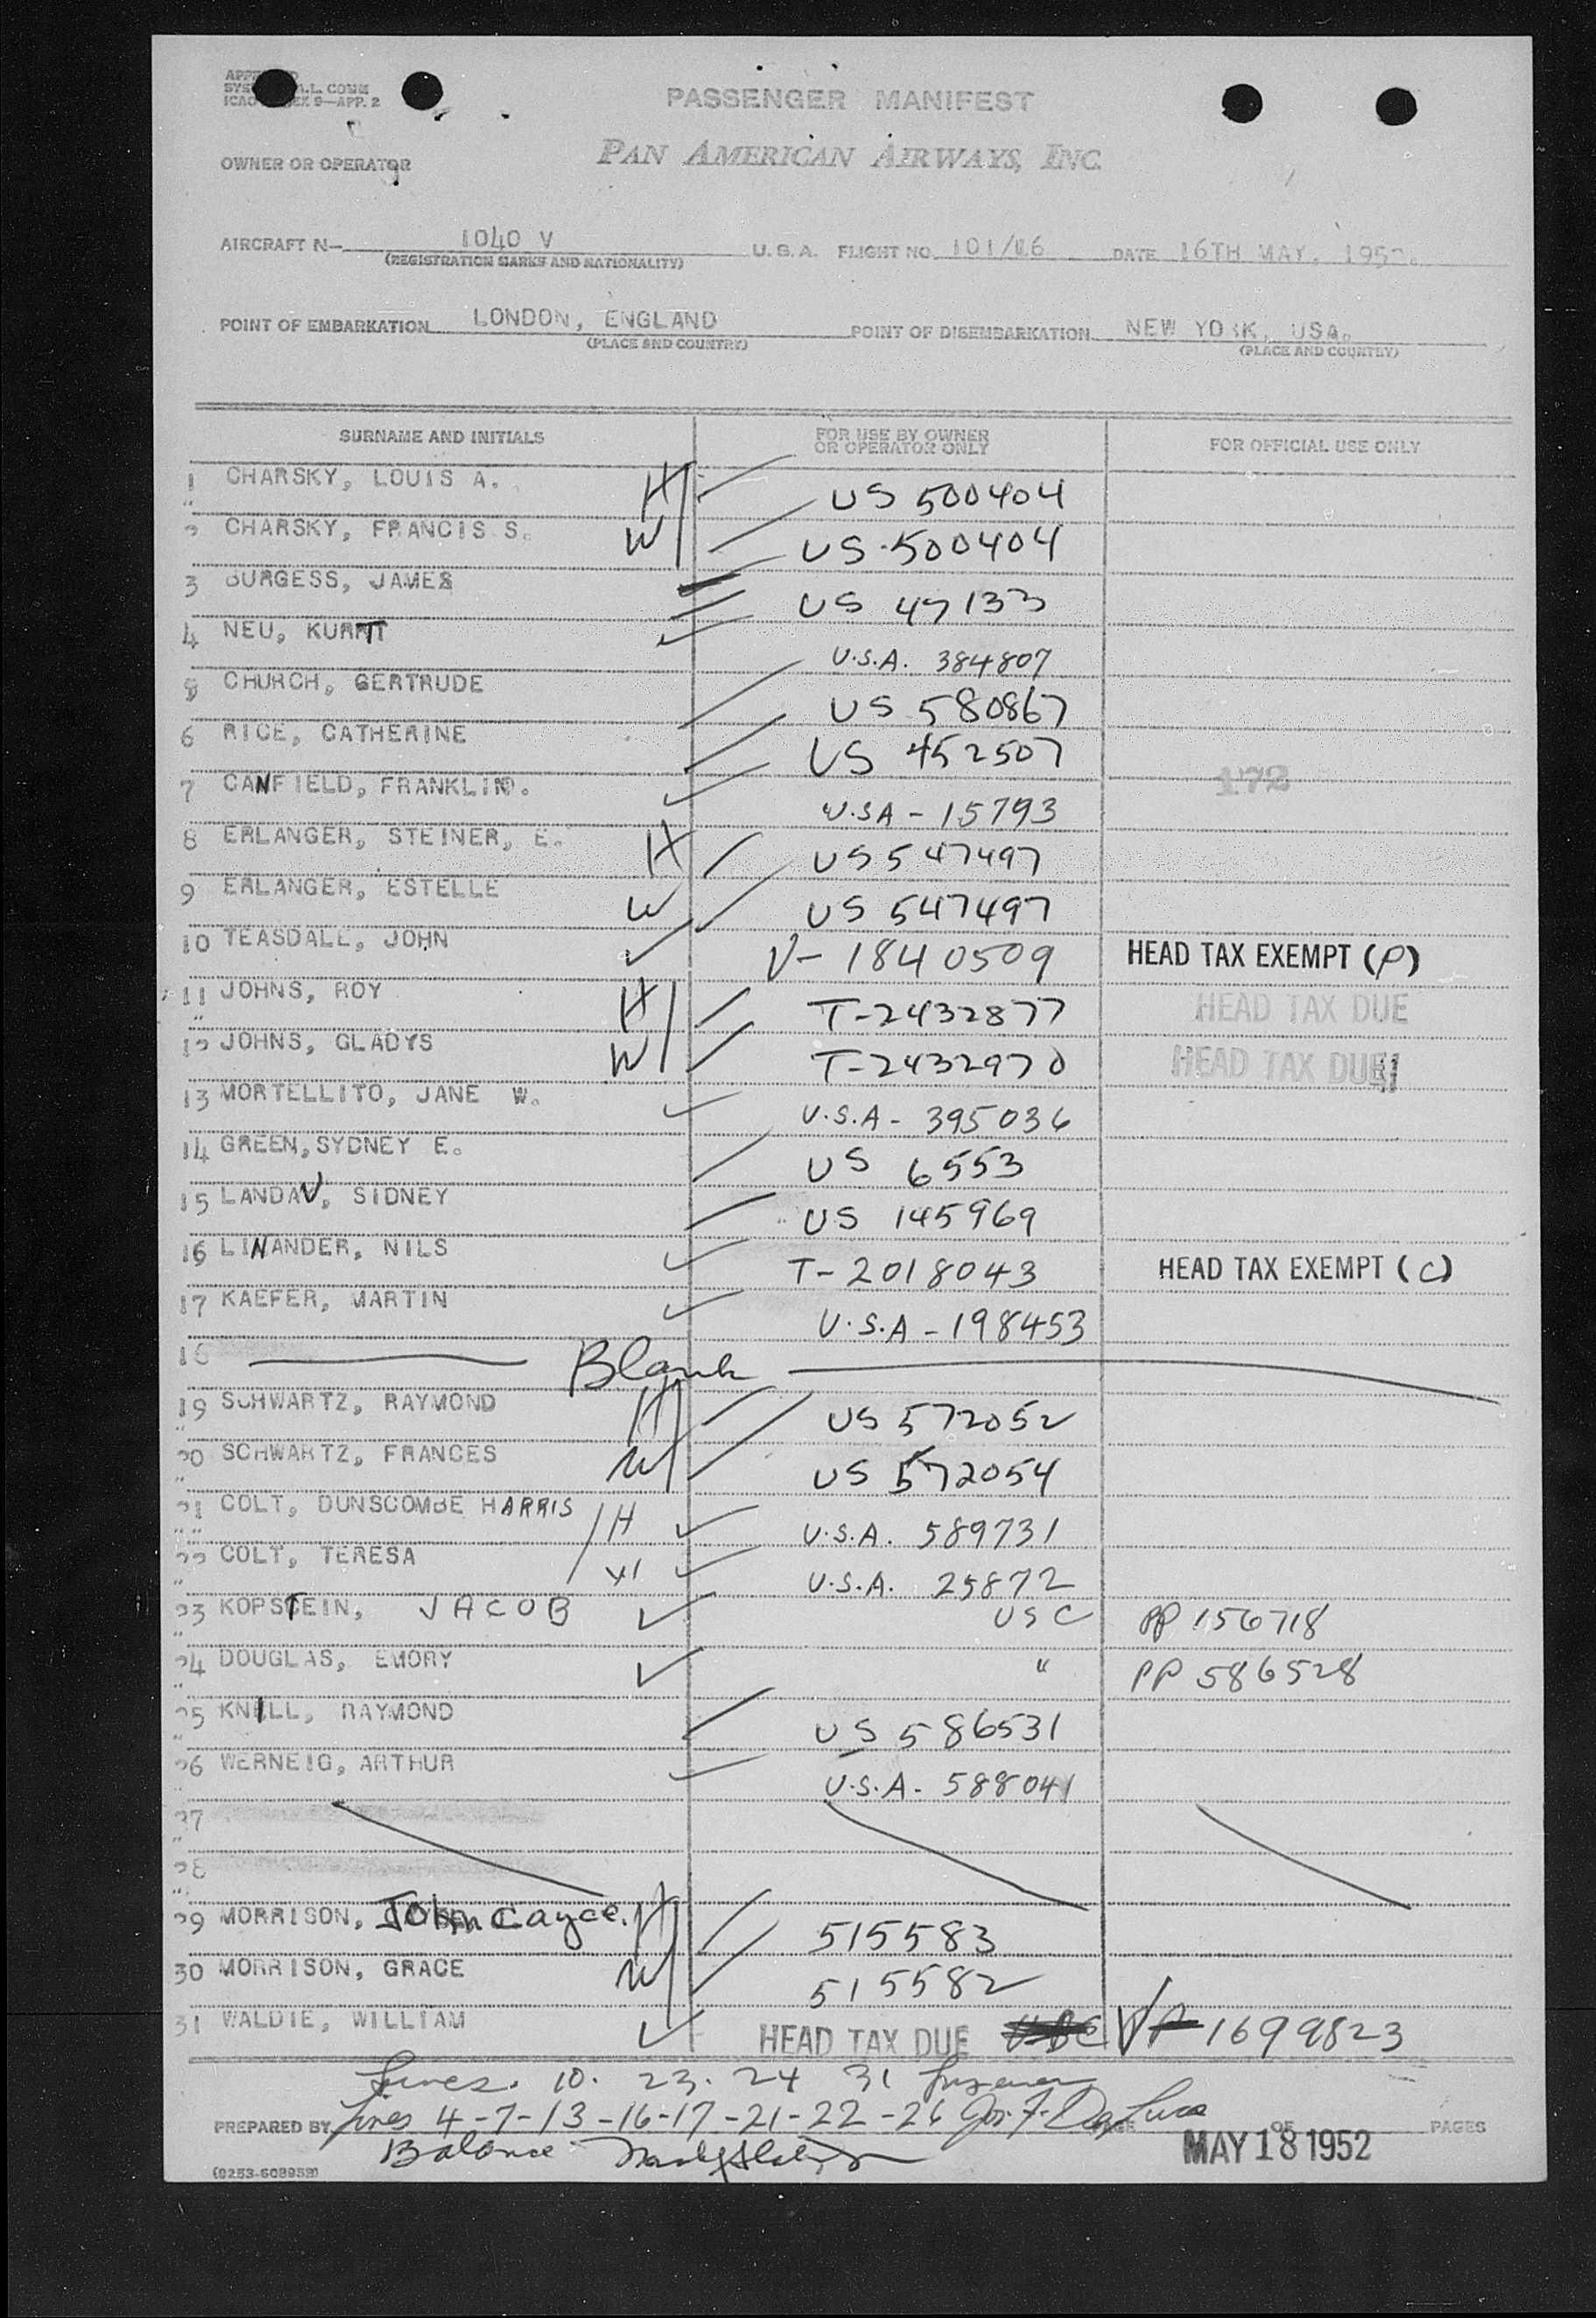 PASSENGER MANIFEST
OWNER OR OPERATOR PAN AMERICAN AIRWAYS, INC.
AIRCRAFT N- 1040 V U.S.A. FLIGHT NO. 101/ DATE 16TH MAY, 1952.
(REGISTRATION MARKS AND NATIONALITY)
POINT OF EMBARKATION LONDON, ENGLAND POINT OF DISEMBARKATION NEW YORK, USA.
(PLACE AND COUNTRY) (PLACE AND COUNTRY)
SURNAME AND INITIALS FOR USE BY OWNER OR OPERATOR ONLY FOR OFFICIAL USE ONLY
1 CHARSKY, LOUIS A. H US 500404
2 CHARSKY, FRANCIS S. W US-500404
3 BURGESS, JAMES US 47133
4 NEU, KURT U.S.A. 384807
5 CHURCH, GERTRUDE US 580867
6 RICE, CATHERINE US 452507
7 CANFIELD, FRANKLIN. U.S.A - 15793 172
8 ERLANGER, STEINER, E. H US 547497
9 ERLANGER, ESTELLE W US 547497
10 TEASDALE, JOHN V- 1840509 HEAD TAX EXEMPT (P)
11 JOHNS, ROY H T-2432877 HEAD TAX DUE
12 JOHNS, GLADYS W T-2432970 HEAD TAX DUE
13 MORTELLITO, JANE W. U.S.A - 395036
14 GREEN, SYDNEY E. US 6553
15 LANDAU, SIDNEY US 145969
16 LINANDER, NILS T-2018043 HEAD TAX EXEMPT (C)
17 KAEFER, MARTIN U.S.A - 198453
18 Blank
19 SCHWARTZ, RAYMOND H US 572052
20 SCHWARTZ, FRANCES W US 572054
21 COLT, DUNSCOMBE HARRIS H U.S.A. 589731
22 COLT, TERESA W U.S.A. 25872
23 KOPSTEIN, JACOB USC PP 156718
24 DOUGLAS, EMORY " PP 586528
25 KNILL, RAYMOND US 586531
26 WERNEIG, ARTHUR U.S.A - 588041
27
28
29 MORRISON, John Cayce. H 515583
30 MORRISON, GRACE W 515582
31 WALDIE, WILLIAM HEAD TAX DUE V 1699823
Lines. 10. 23. 24 31
PREPARED BY Lines 4-7-13-16-17-21-22-26 Jos. F. De Luca PAGE OF PAGES
Balance
MAY 18 1952